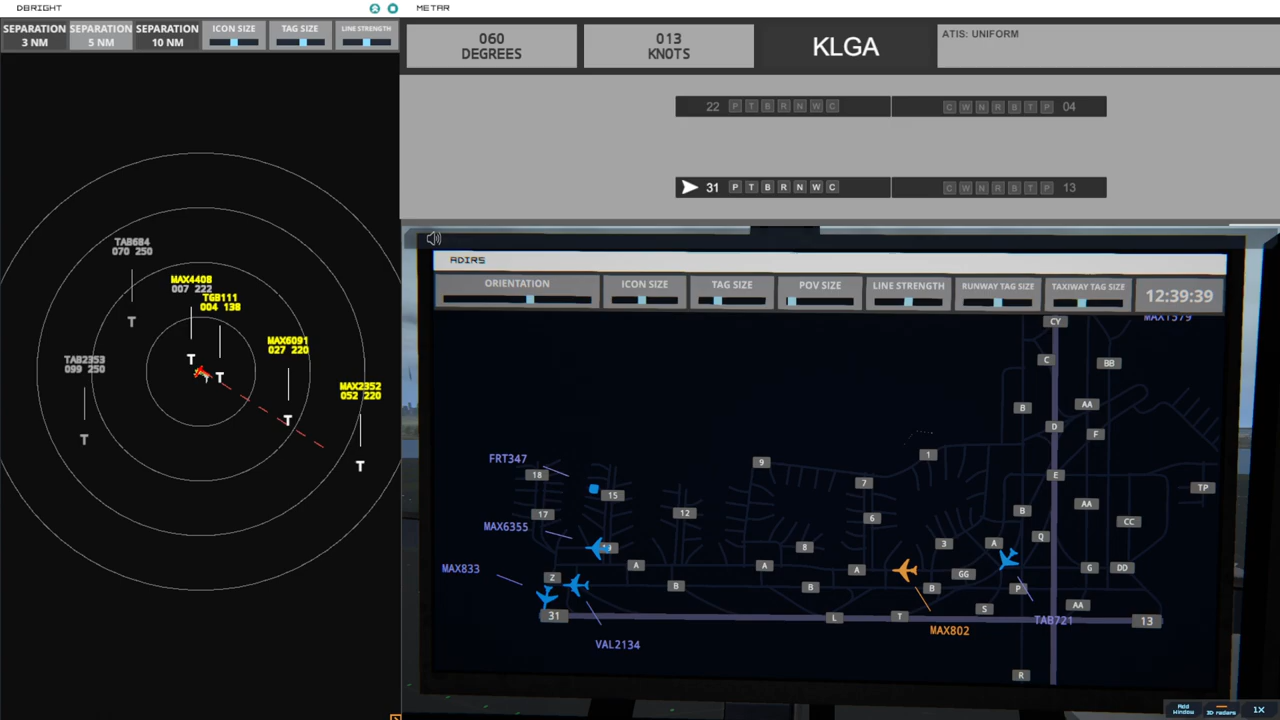 DBRIGHT
SEPARATION
3 NM
SEPARATION
5 NM
SEPARATION
10 NM
ICON SIZE
TAG SIZE
LINE STRENGTH
TAB684
070 250
MAX4408
007 222
TGB111
004 138
MAX6091
027 220
TAB2353
099 250
MAX2352
052 220
T
T
T
T
T
T
METAR
060
DEGREES
013
KNOTS
KLGA
ATIS: UNIFORM
22 P T B R N W C
C W N R B T P 04
31 P T B R N W C
C W N R B T P 13
ADIRS
ORIENTATION
ICON SIZE
TAG SIZE
POV SIZE
LINE STRENGTH
RUNWAY TAG SIZE
TAXIWAY TAG SIZE
12:39:39
MAX1379
CY
C
BB
B
AA
D
F
FRT347
18
9
1
E
15
7
TP
17
12
6
B
AA
CC
MAX6355
8
3
A
Q
MAX833
Z
A
A
A
GG
G
DD
B
B
B
P
31
L
T
S
AA
13
TAB721
MAX802
VAL2134
R
Add
Window
3D radars
1X